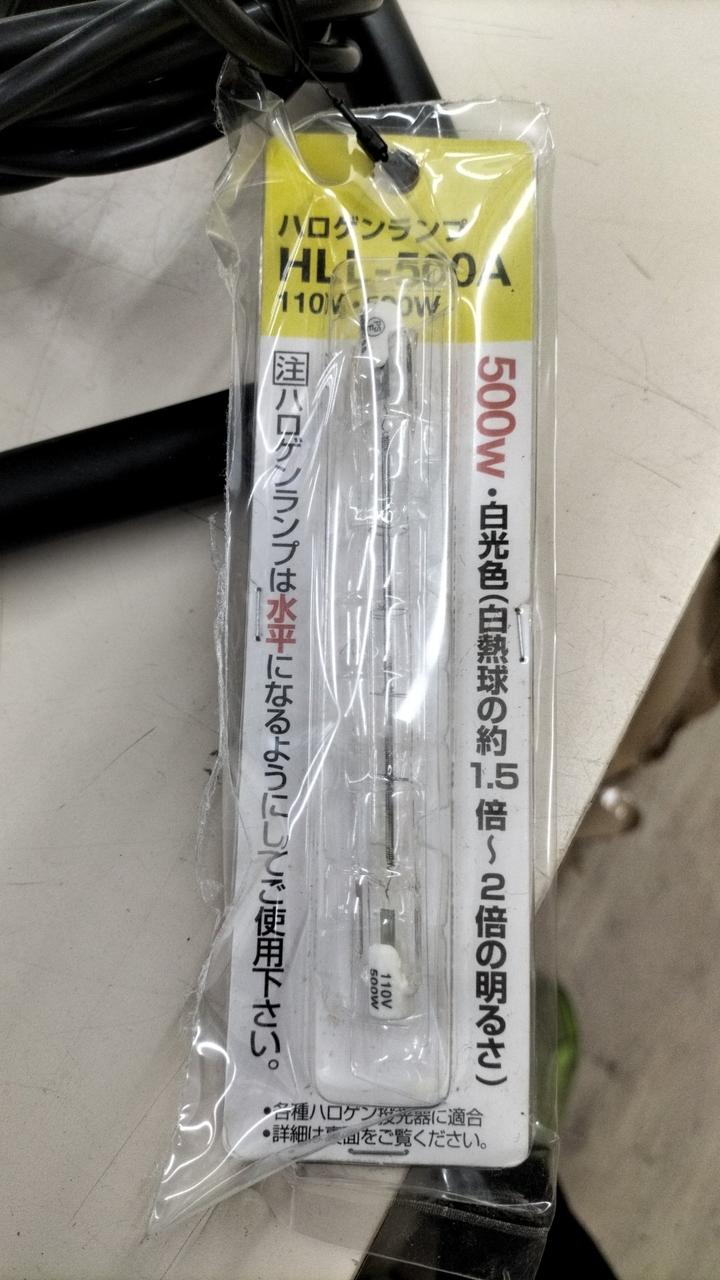 ハロゲンランプ
HLL-500A
110V・500W
500W・白光色(白熱球の約1.5倍～2倍の明るさ)
注 ハロゲンランプは水平になるようにしてご使用下さい。
110V
500W
•各種ハロゲン投光器に適合
•詳細は裏面をご覧ください。